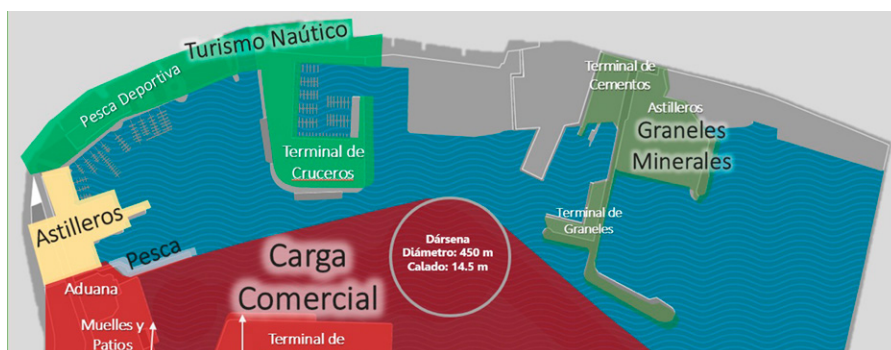 Turismo Naútico
Pesca Deportiva
Terminal de
Cruceros
Terminal de
Cementos
Astilleros
Graneles
Minerales
Terminal de
Graneles
Astilleros
Pesca
Dársena
Diámetro: 450 m
Calado: 14.5 m
Carga
Comercial
Aduana
Muelles y
Patios
Terminal de